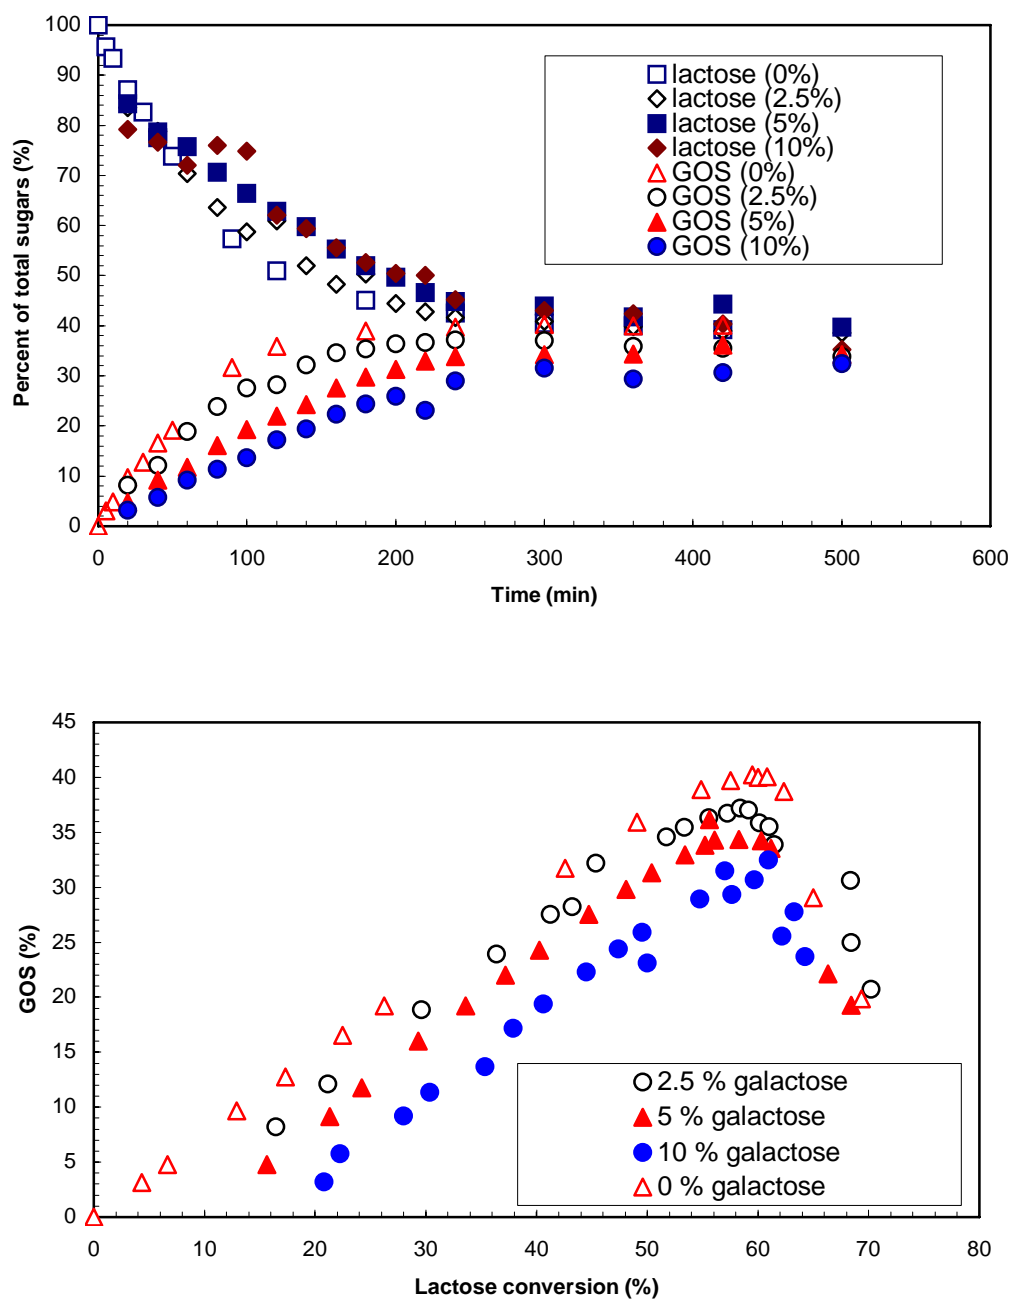 100
90
80
70
60
50
40
30
20
10
0
Percent of total sugars (%)
lactose (0%)
lactose (2.5%)
lactose (5%)
lactose (10%)
GOS (0%)
GOS (2.5%)
GOS (5%)
GOS (10%)
0 100 200 300 400 500 600
Time (min)
45
40
35
30
25
20
15
10
5
0
GOS (%)
2.5 % galactose
5 % galactose
10 % galactose
0 % galactose
0 10 20 30 40 50 60 70 80
Lactose conversion (%)